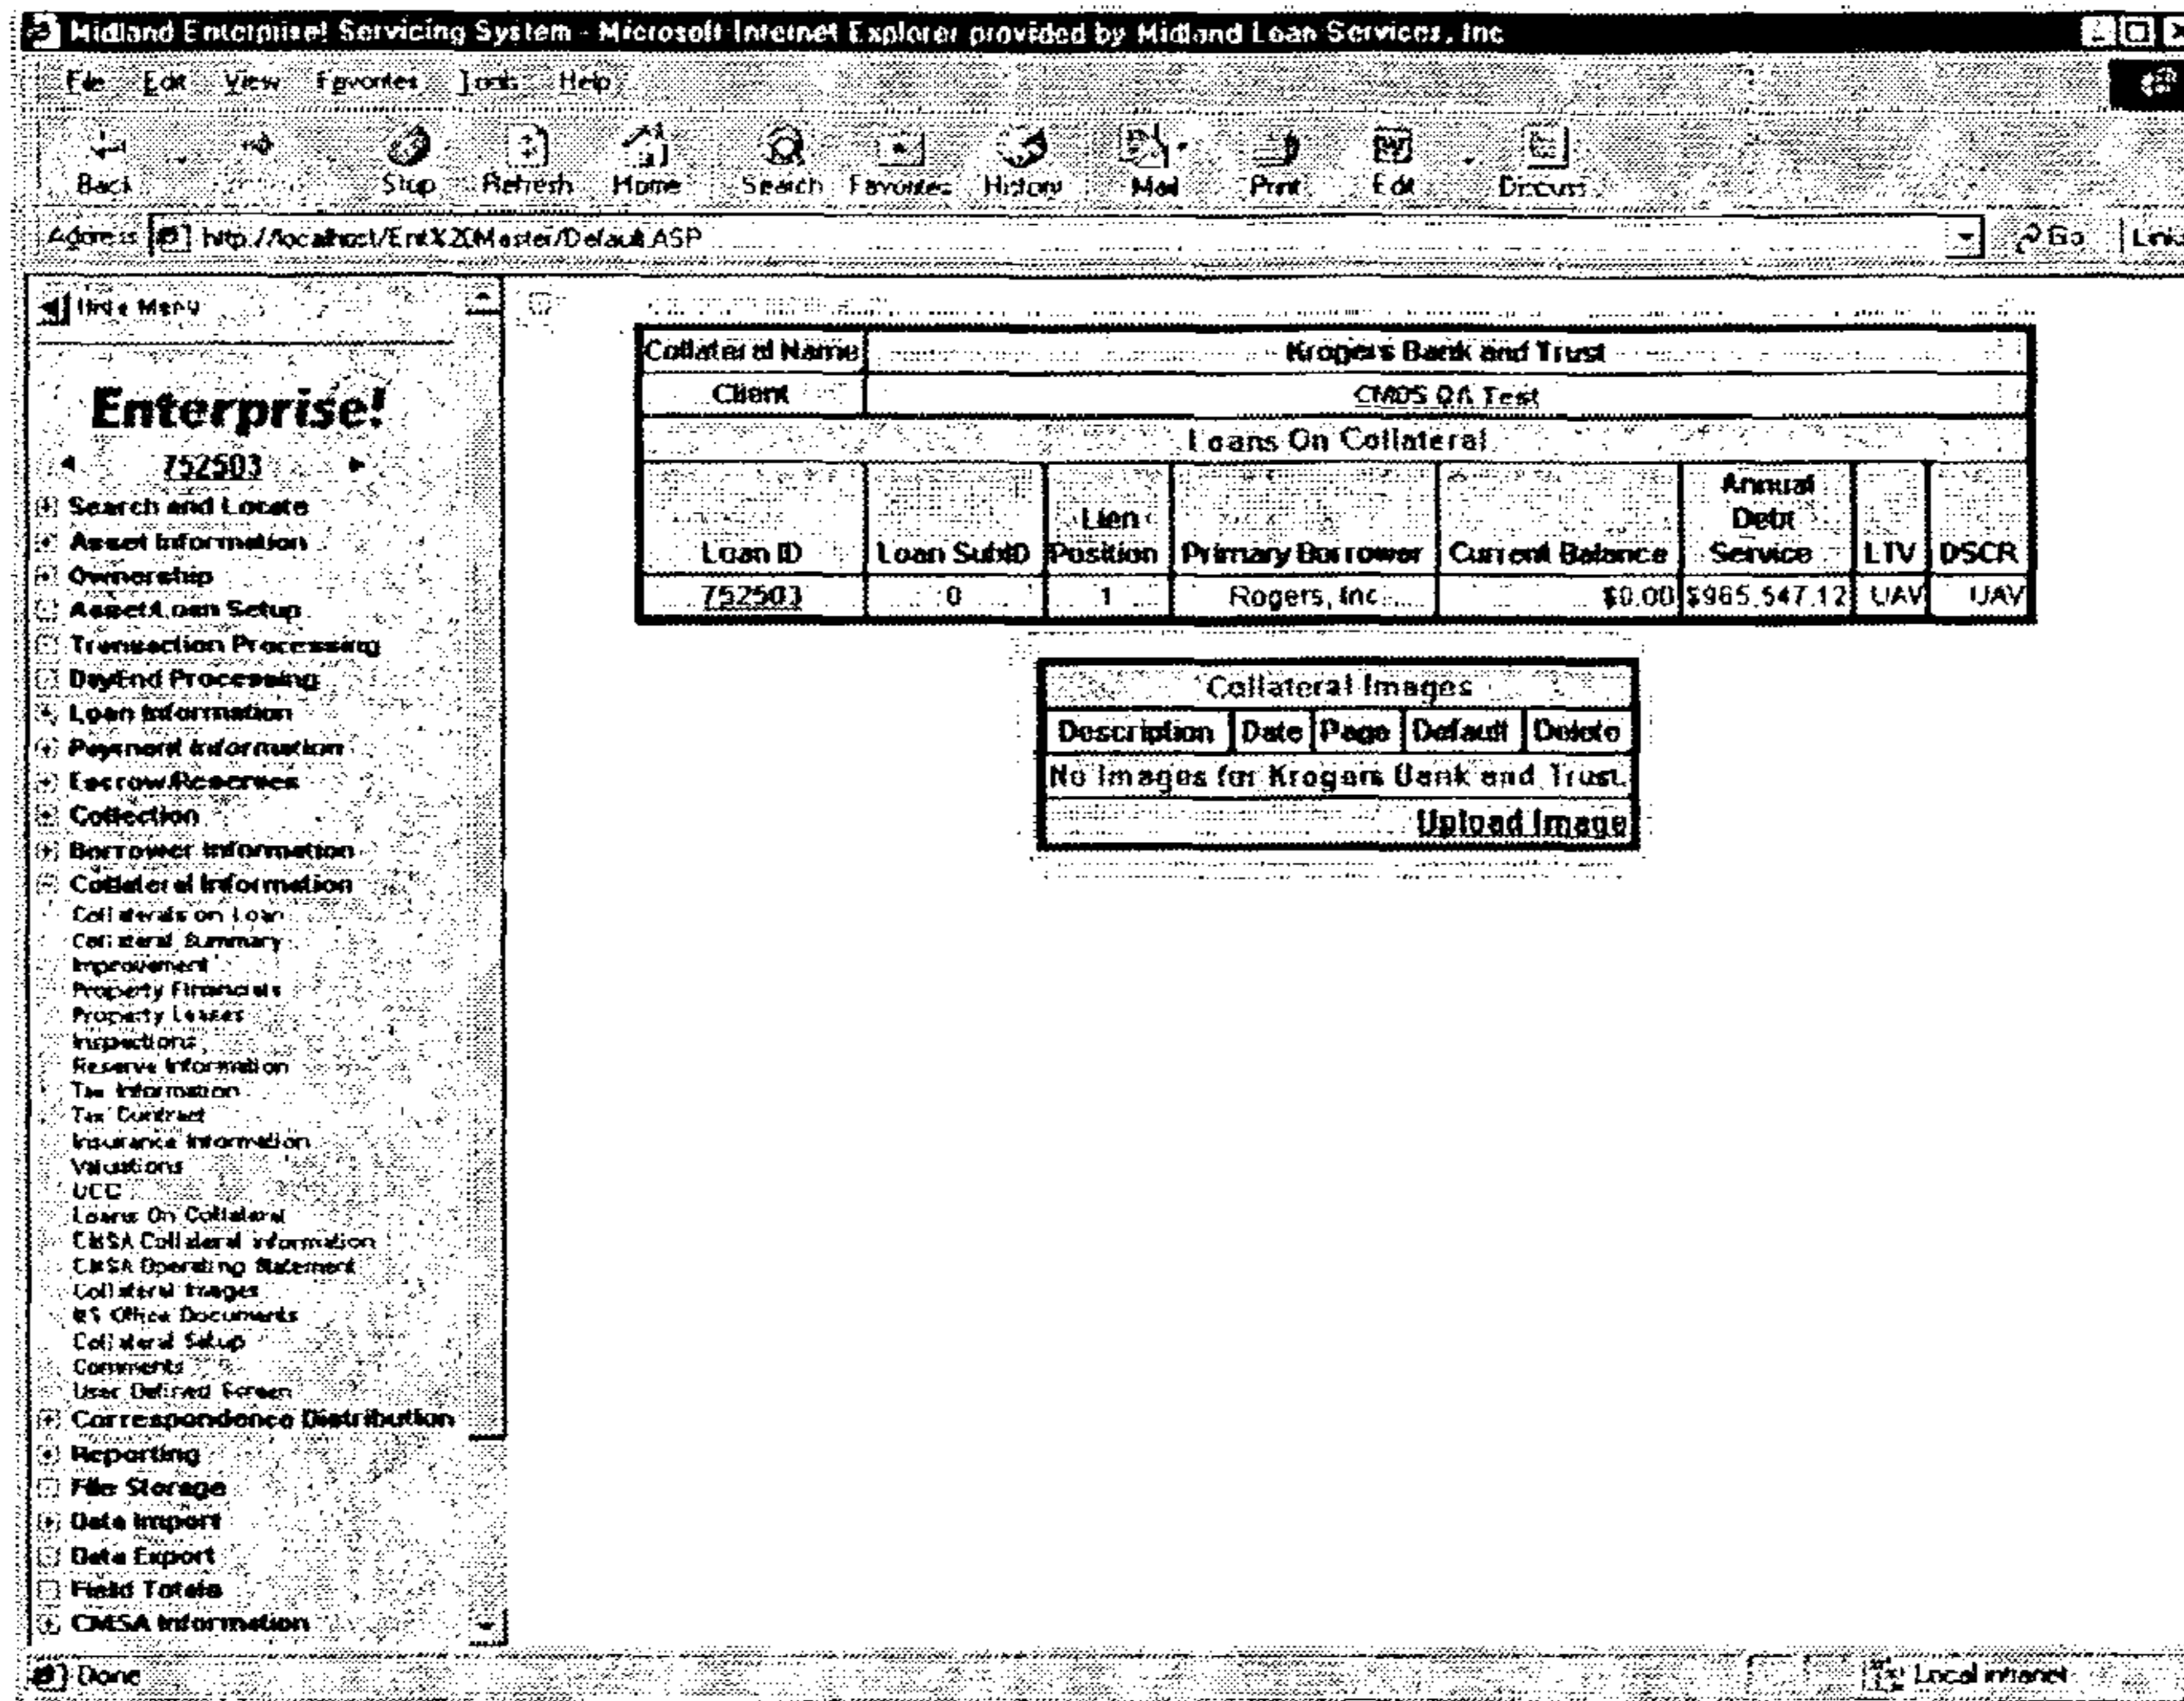 Midland Enterprise! Servicing System - Microsoft Internet Explorer provided by Midland Loan Services, Inc
File Edit View Favorites Tools Help
Back Stop Refresh Home Search Favorites History Mail Print Edit Discuss
Address http://localhost/Ent%20Master/Default.ASP Go Links
Hide Menu
Enterprise!
752503
Search and Locate
Asset Information
Ownership
Asset/Loan Setup
Transaction Processing
DayEnd Processing
Loan Information
Payment Information
Escrow/Reserves
Collection
Borrower Information
Collateral Information
Collaterals on Loan
Collateral Summary
Improvement
Property Financials
Property Leases
Inspections
Reserve Information
Tax Information
Tax Contract
Insurance Information
Valuations
UCC
Loans On Collateral
CMSA Collateral Information
CMSA Operating Statement
Collateral Images
MS Office Documents
Collateral Setup
Comments
User Defined Screen
Correspondence Distribution
Reporting
File Storage
Data Import
Data Export
Field Totals
CMSA Information
Collateral Name Krogers Bank and Trust
Client CMDS QA Test
Loans On Collateral
Loan ID Loan SubID Lien Position Primary Borrower Current Balance Annual Debt Service LTV DSCR
752503 0 1 Rogers, Inc $0.00 $965,547.12 UAV UAV
Collateral Images
Description Date Page Default Delete
No Images for Krogers Bank and Trust.
Upload Image
Done Local intranet